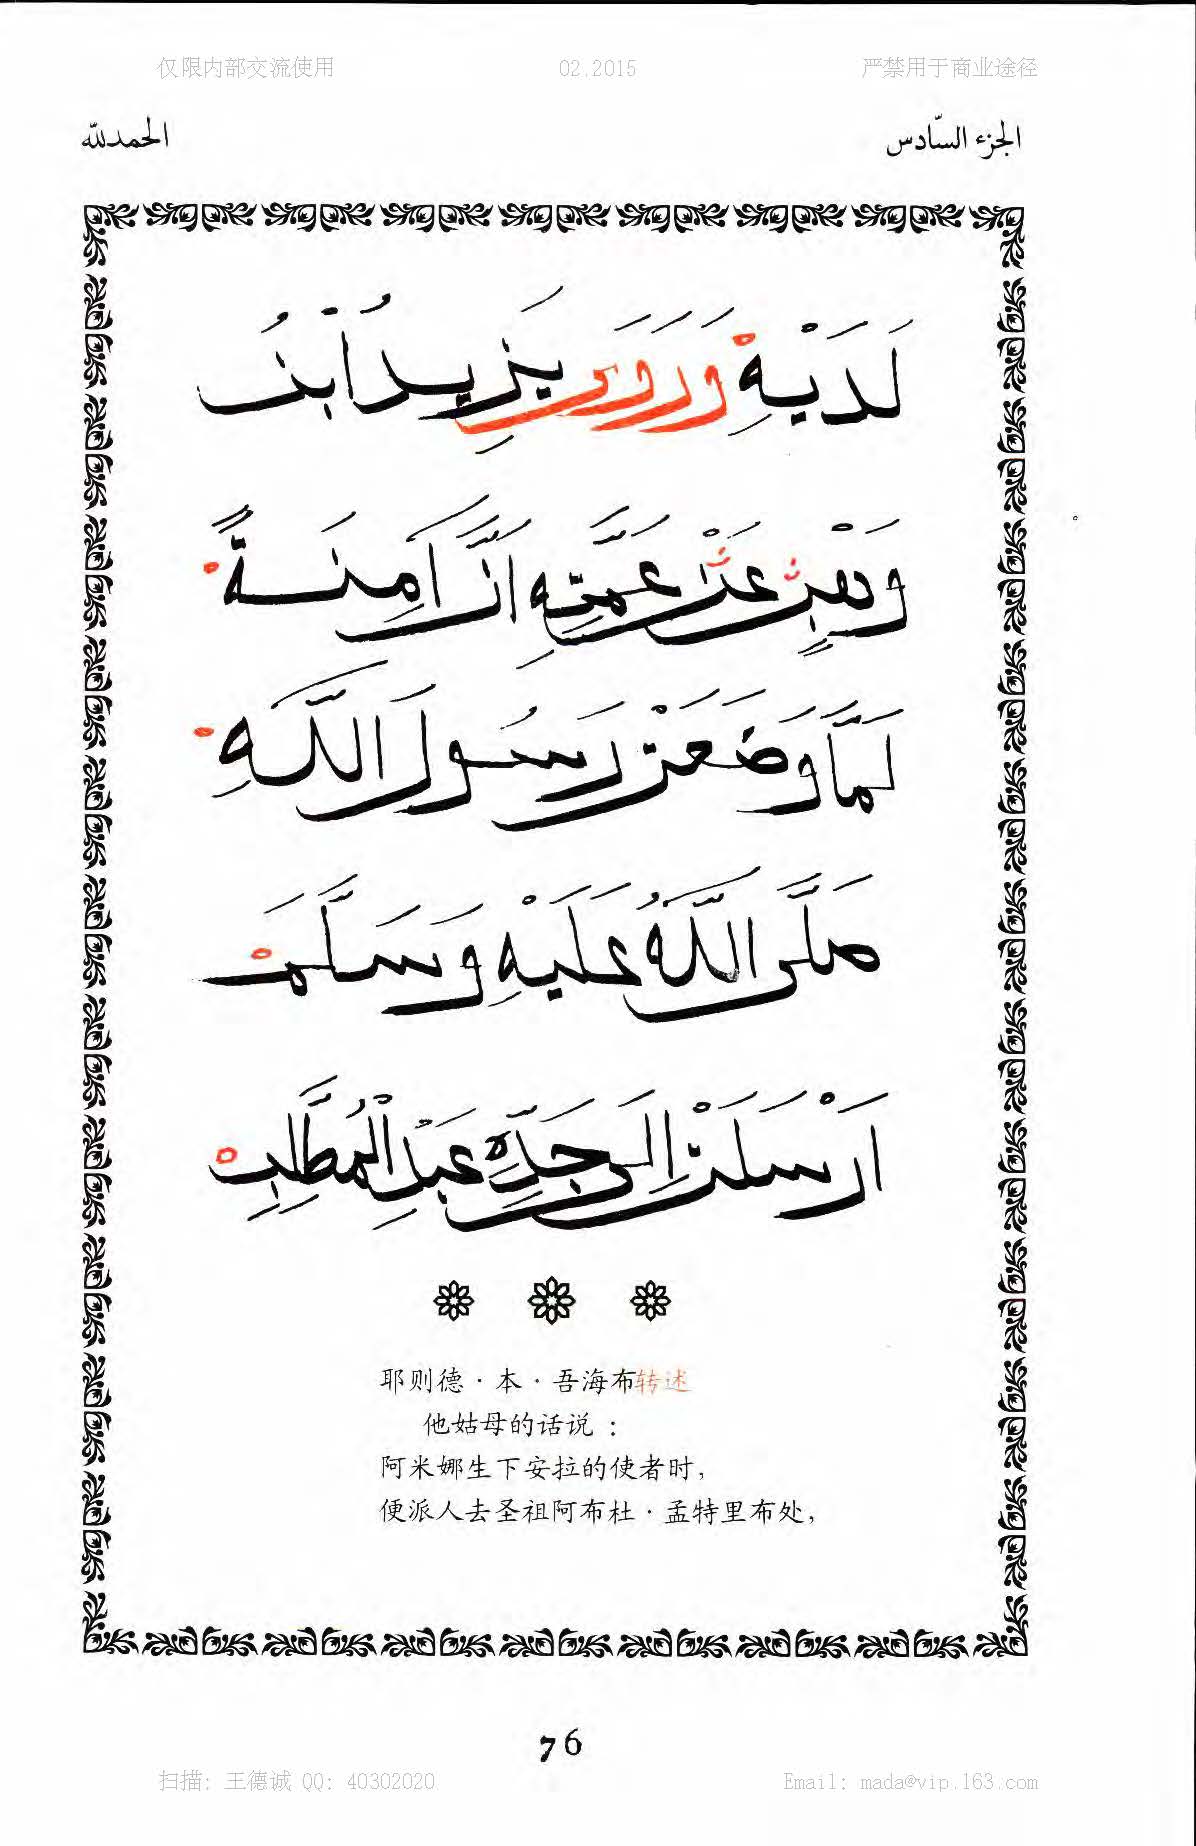 仅限内部交流使用 02.2015 严禁用于商业途径
الجزء السّادس الحمدلله
لَدَيْهِ وَرَوَى يَزِيدُ ابْنُ
وَهْبٍ عَنْ عَمَّتِهِ اَنَّ اَمِنَةً
لَمَّا وَضَعَتْ رَسُولَ اللَّهِ
صَلَّى اللَّهُ عَلَيْهِ وَسَلَّمَ
اَرْسَلَتْ اِلَى جَدِّهِ عَبْدِ الْمُطَّلِبِ
耶则德·本·吾海布转述
他姑母的话说：
阿米娜生下安拉的使者时，
便派人去圣祖阿布杜·孟特里布处，
76
扫描: 王德诚 QQ: 40302020 Email: mada@vip.163.com